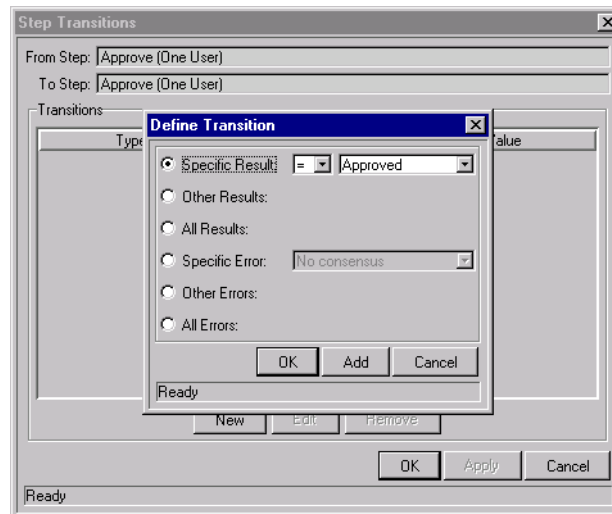 Step Transitions
From Step: Approve (One User)
To Step: Approve (One User)
Transitions
Define Transition
Specific Result: = Approved
Other Results:
All Results:
Specific Error: No consensus
Other Errors:
All Errors:
OK Add Cancel
Ready
New Edit Remove
OK Apply Cancel
Ready